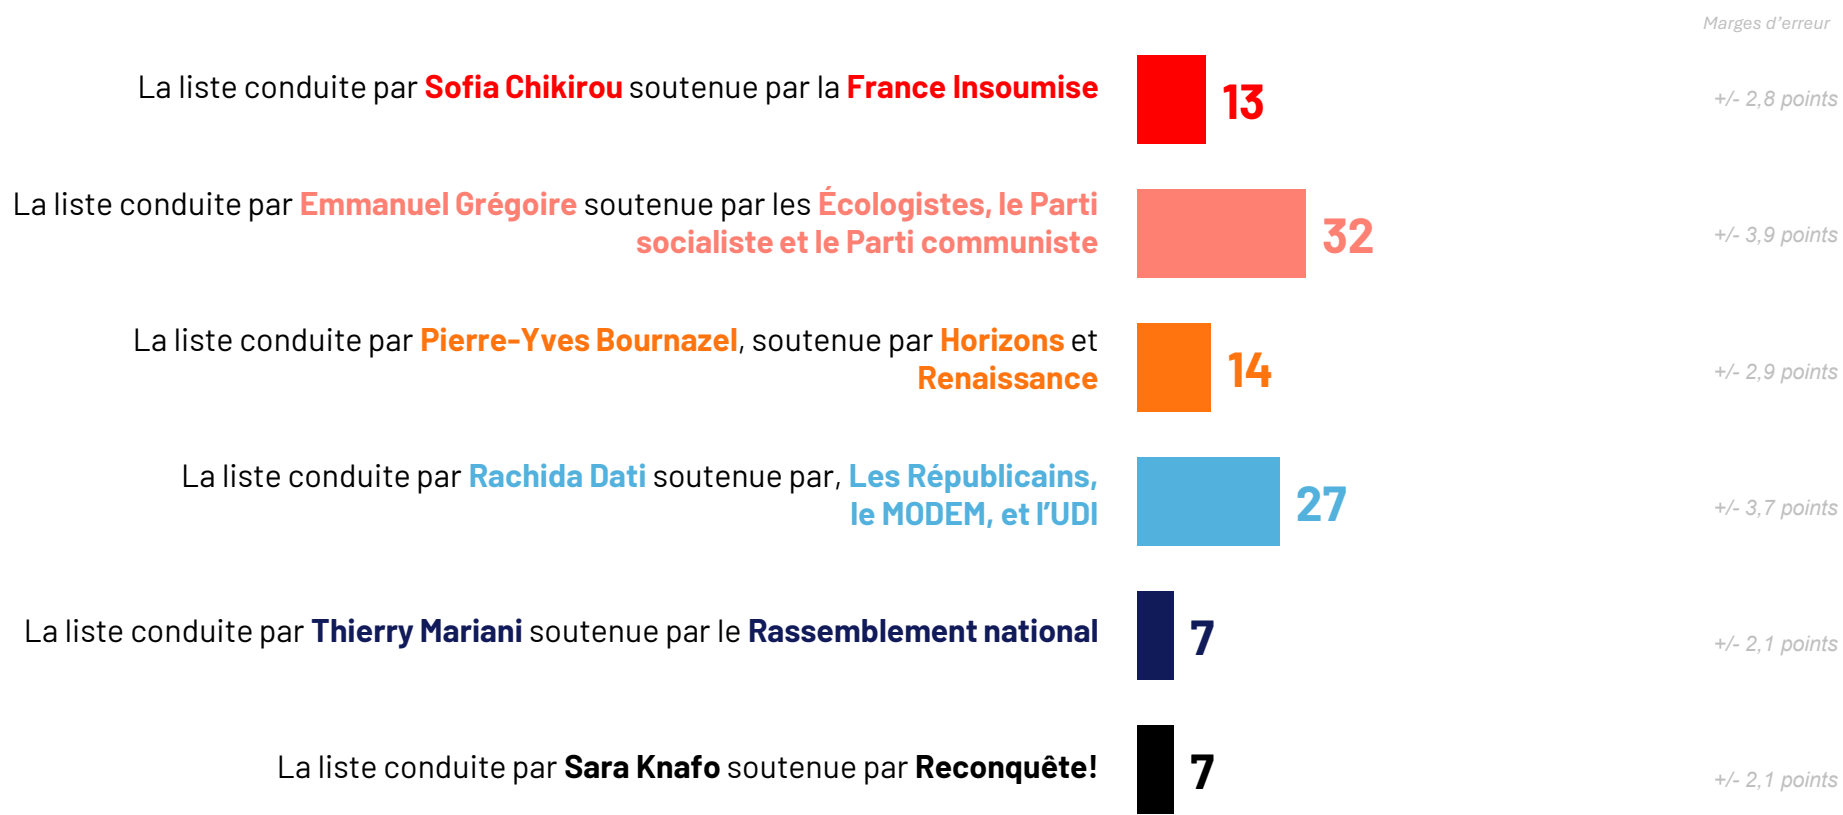 Marges d'erreur
La liste conduite par Sofia Chikirou soutenue par la France Insoumise
13
+/- 2,8 points
La liste conduite par Emmanuel Grégoire soutenue par les Écologistes, le Parti
socialiste et le Parti communiste
32
+/- 3,9 points
La liste conduite par Pierre-Yves Bournazel, soutenue par Horizons et
Renaissance
14
+/- 2,9 points
La liste conduite par Rachida Dati soutenue par, Les Républicains,
le MODEM, et l'UDI
27
+/- 3,7 points
La liste conduite par Thierry Mariani soutenue par le Rassemblement national
7
+/- 2,1 points
La liste conduite par Sara Knafo soutenue par Reconquête!
7
+/- 2,1 points